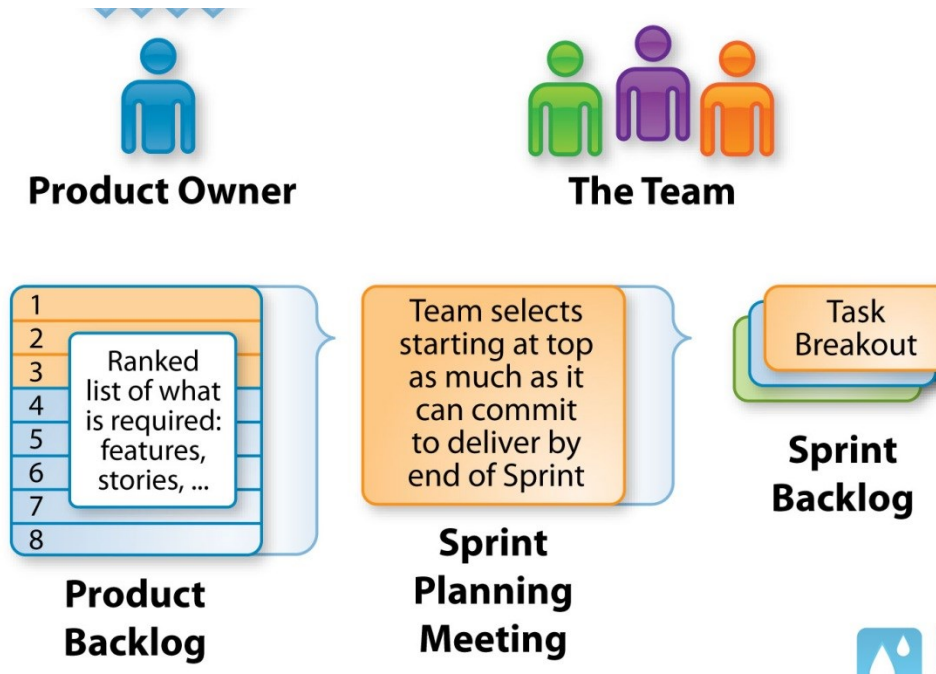 Product Owner
The Team
1
2
3
4
5
6
7
8
Ranked
list of what
is required:
features,
stories, ...
Product
Backlog
Team selects
starting at top
as much as it
can commit
to deliver by
end of Sprint
Sprint
Planning
Meeting
Task
Breakout
Sprint
Backlog